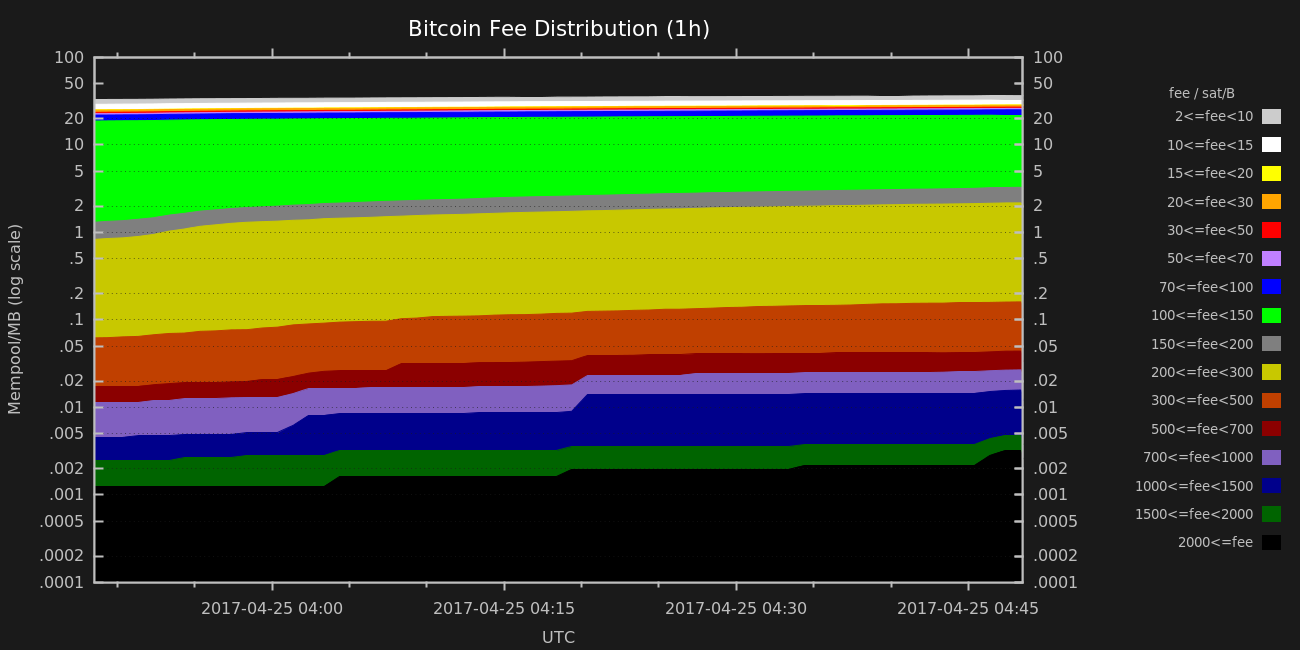 Bitcoin Fee Distribution (1h)
100
50
20
10
5
2
1
.5
.2
.1
.05
.02
.01
.005
.002
.001
.0005
.0002
.0001
Mempool/MB (log scale)
100
50
20
10
5
2
1
.5
.2
.1
.05
.02
.01
.005
.002
.001
.0005
.0002
.0001
2017-04-25 04:00
2017-04-25 04:15
2017-04-25 04:30
2017-04-25 04:45
UTC
fee / sat/B
2<=fee<10
10<=fee<15
15<=fee<20
20<=fee<30
30<=fee<50
50<=fee<70
70<=fee<100
100<=fee<150
150<=fee<200
200<=fee<300
300<=fee<500
500<=fee<700
700<=fee<1000
1000<=fee<1500
1500<=fee<2000
2000<=fee